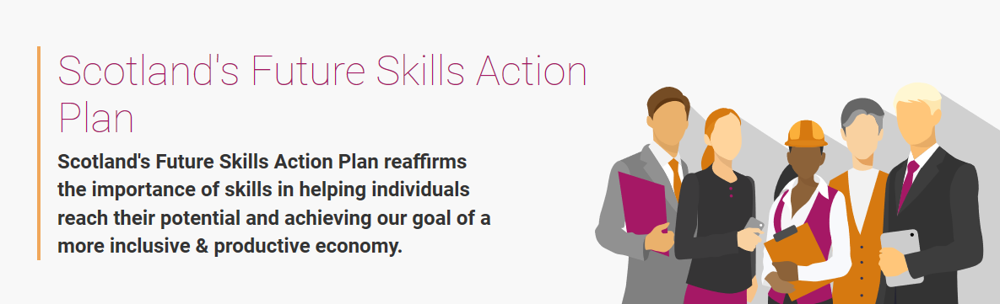 Scotland's Future Skills Action
Plan
Scotland's Future Skills Action Plan reaffirms
the importance of skills in helping individuals
reach their potential and achieving our goal of a
more inclusive & productive economy.